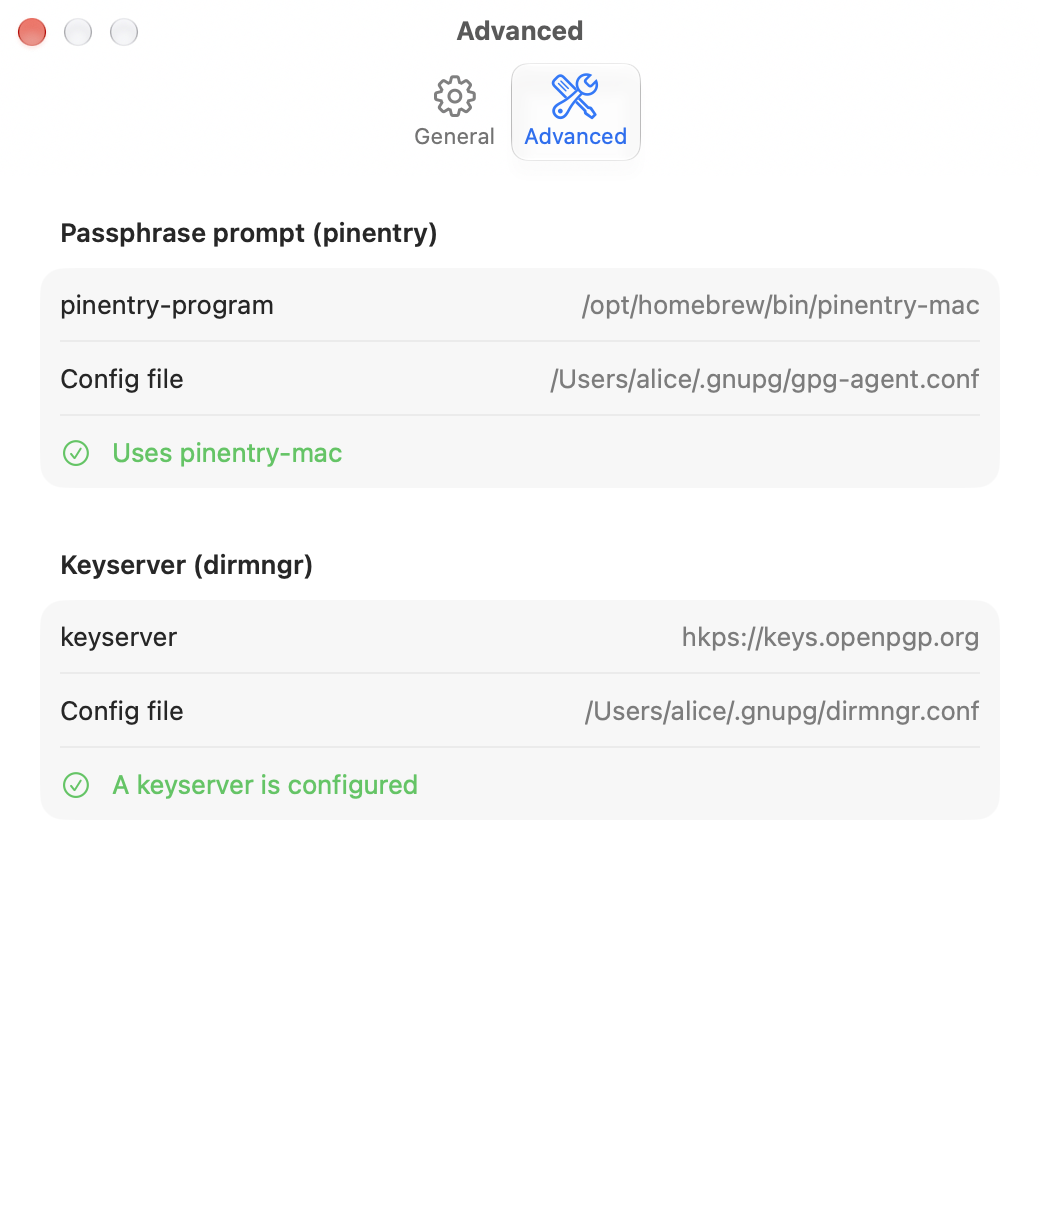 Advanced
General
Advanced
Passphrase prompt (pinentry)
pinentry-program /opt/homebrew/bin/pinentry-mac
Config file /Users/alice/.gnupg/gpg-agent.conf
Uses pinentry-mac
Keyserver (dirmngr)
keyserver hkps://keys.openpgp.org
Config file /Users/alice/.gnupg/dirmngr.conf
A keyserver is configured